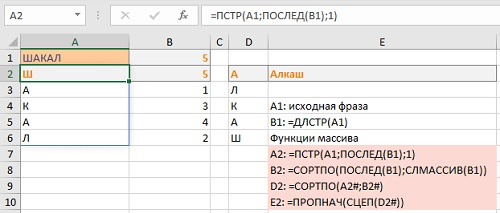 A2 fx =ПСТР(A1;ПОСЛЕД(B1);1)
A B C D E
1 ШАКАЛ 5
2 Ш 5 А Алкаш
3 А 1 Л
4 К 3 К A1: исходная фраза
5 А 4 А B1: =ДЛСТР(A1)
6 Л 2 Ш Функции массива
7 A2: =ПСТР(A1;ПОСЛЕД(B1);1)
8 B2: =СОРТПО(ПОСЛЕД(B1);СЛМАССИВ(B1))
9 D2: =СОРТПО(A2#;B2#)
10 E2: =ПРОПНАЧ(СЦЕП(D2#))